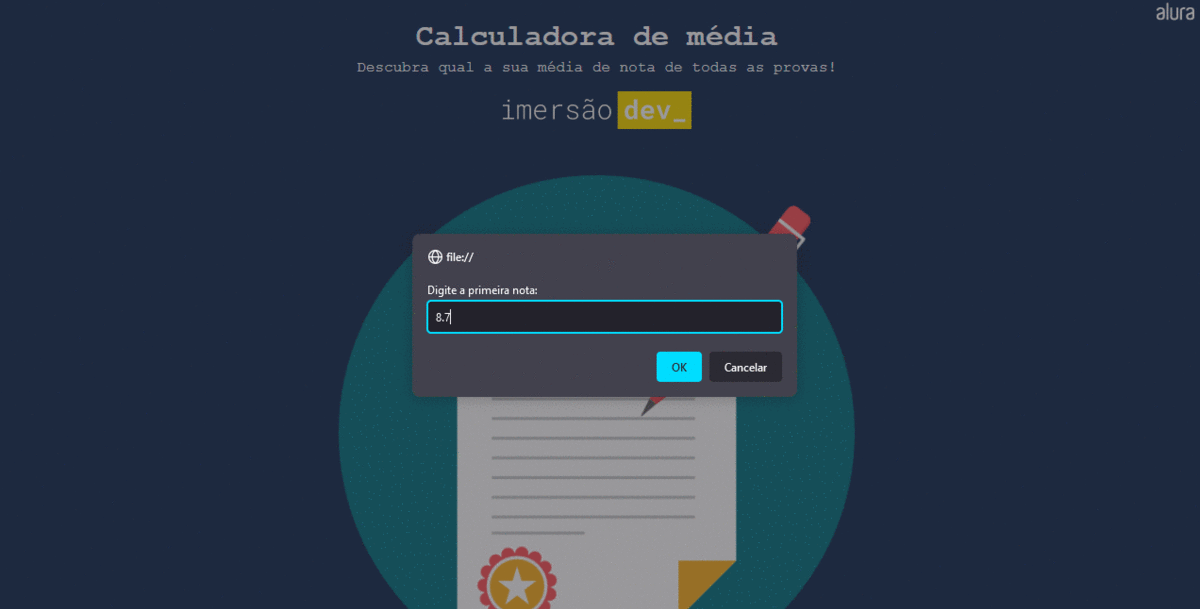 alura
Calculadora de média
Descubra qual a sua média de nota de todas as provas!
imersão dev_
file://
Digite a primeira nota:
8.7
OK Cancelar